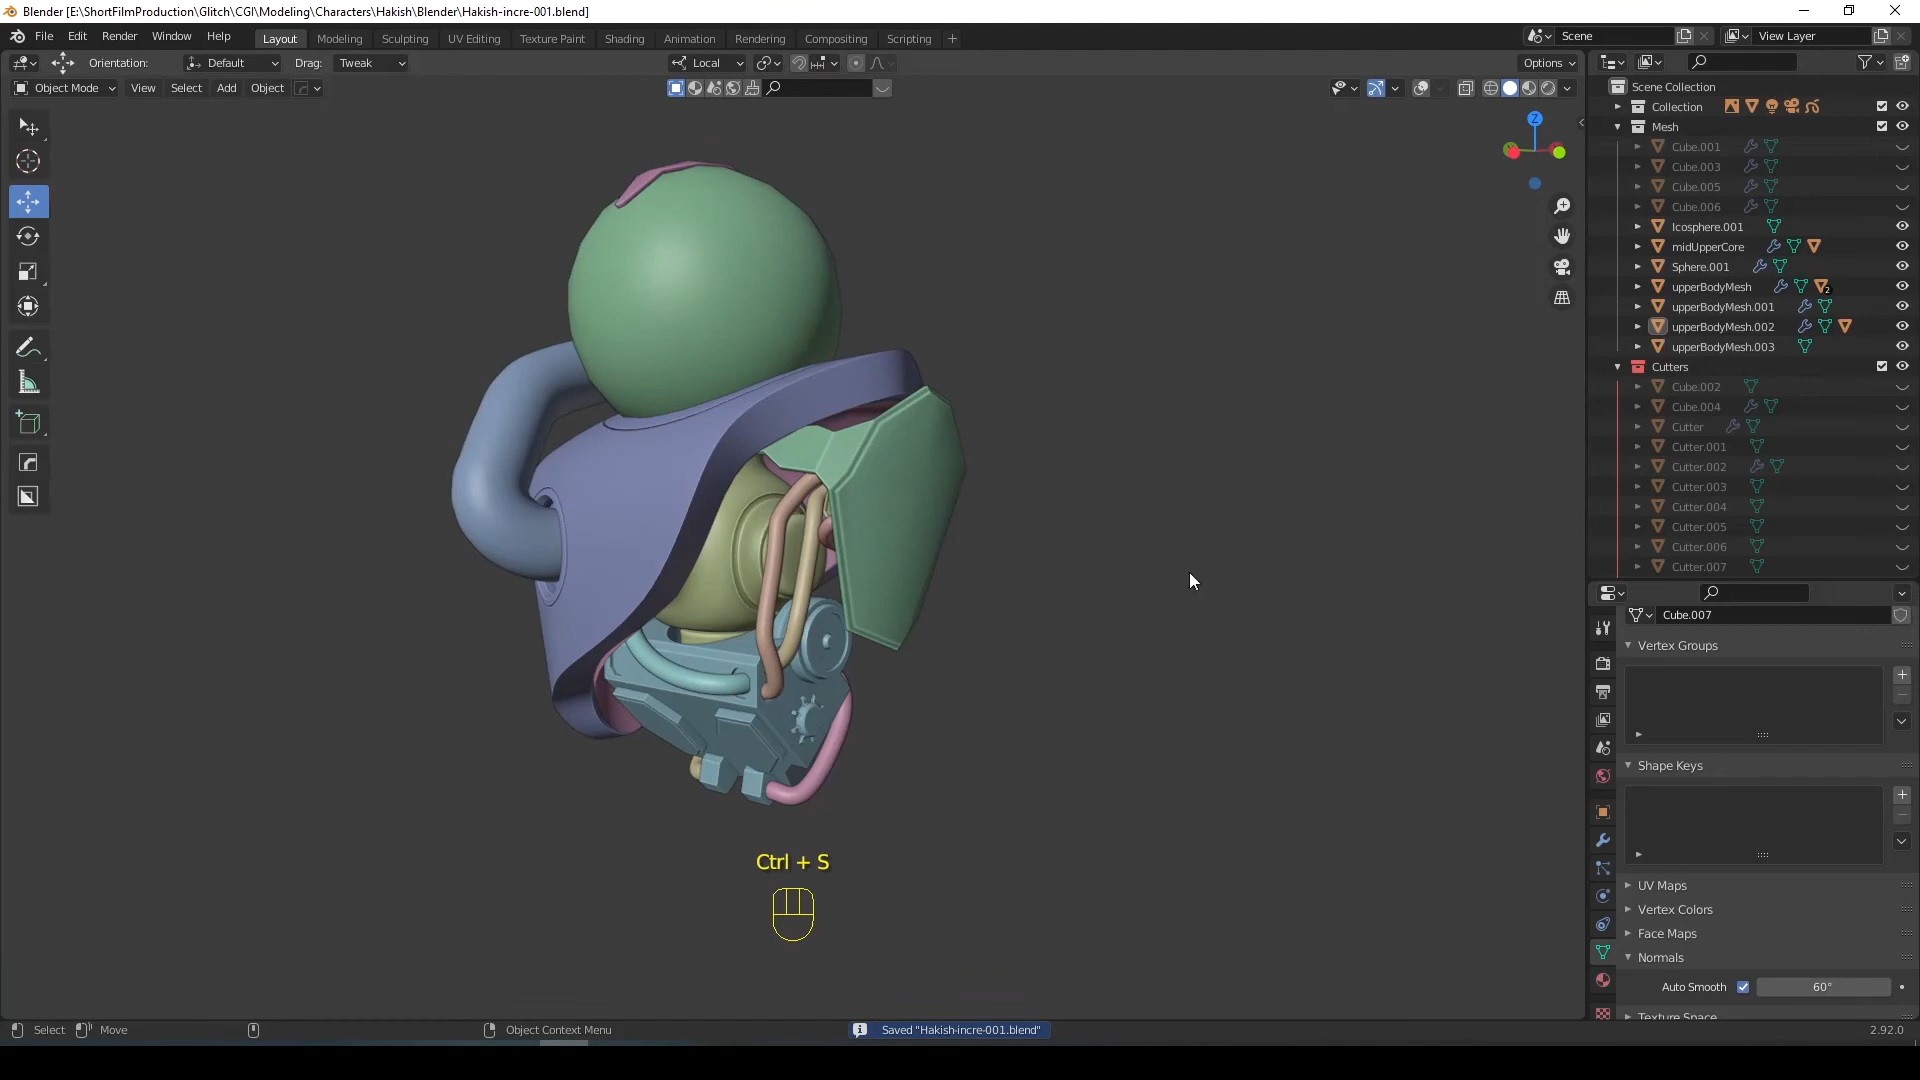 Blender [E:\ShortFilmProduction\Glitch\CGI\Modeling\Characters\Hakish\Blender\Hakish-incre-001.blend]
File Edit Render Window Help Layout Modeling Sculpting UV Editing Texture Paint Shading Animation Rendering Compositing Scripting + Scene View Layer
Orientation: Default Drag: Tweak Local Options
Object Mode View Select Add Object
Scene Collection
Collection
Mesh
Cube.001
Cube.003
Cube.005
Cube.006
Icosphere.001
midUpperCore
Sphere.001
upperBodyMesh 2
upperBodyMesh.001
upperBodyMesh.002
upperBodyMesh.003
Cutters
Cube.002
Cube.004
Cutter
Cutter.001
Cutter.002
Cutter.003
Cutter.004
Cutter.005
Cutter.006
Cutter.007
Z
Cube.007
Vertex Groups
Shape Keys
UV Maps
Vertex Colors
Face Maps
Normals
Auto Smooth 60°
Texture Space
Ctrl + S
Select Move Object Context Menu Saved "Hakish-incre-001.blend" 2.92.0